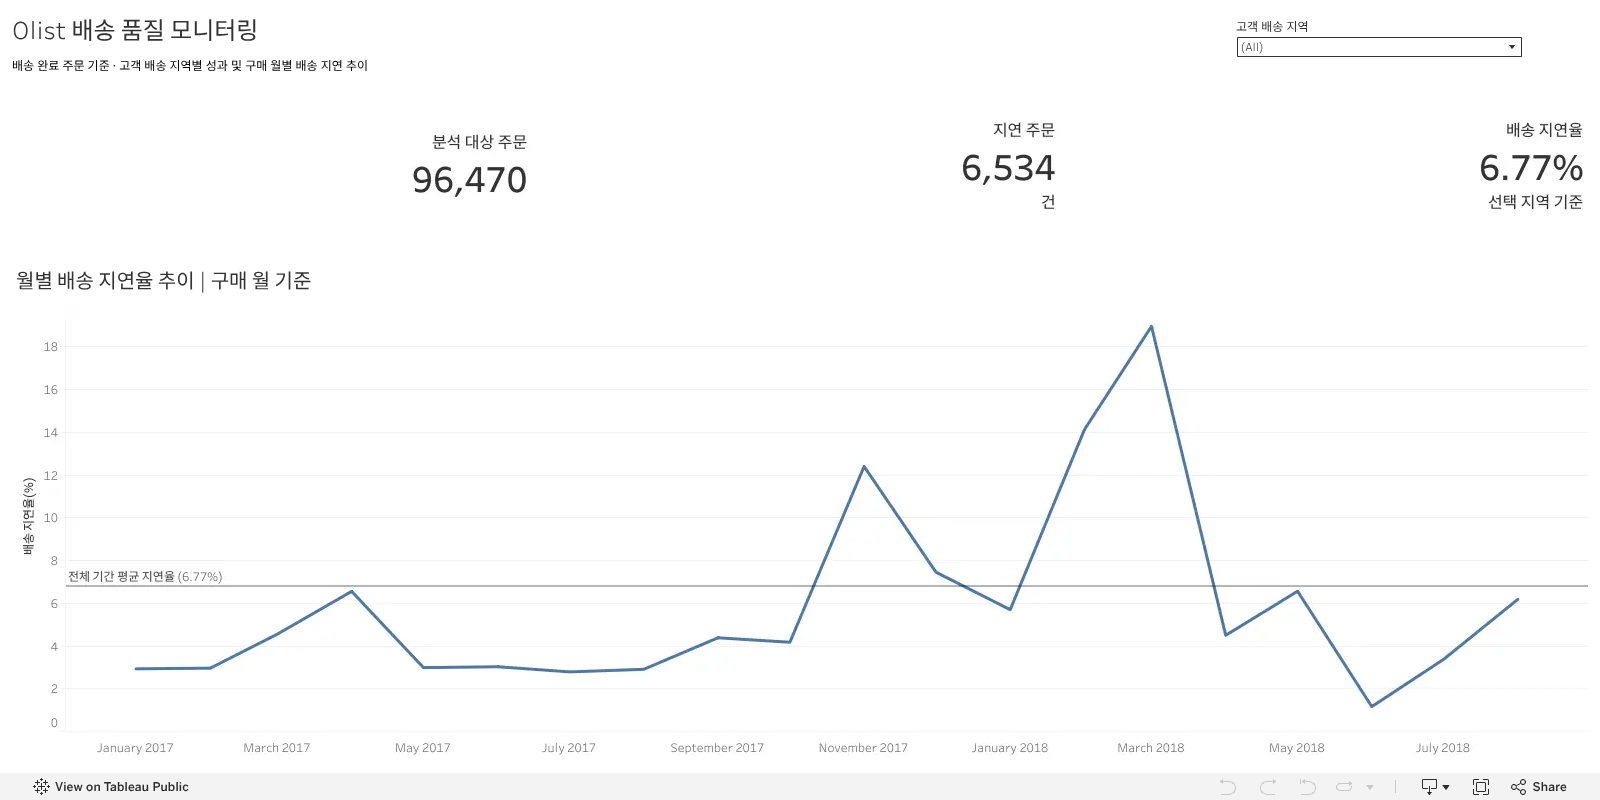 Olist 배송 품질 모니터링
배송 완료 주문 기준 · 고객 배송 지역별 성과 및 구매 월별 배송 지연 추이
고객 배송 지역
(All)
분석 대상 주문
96,470
지연 주문
6,534
건
배송 지연율
6.77%
선택 지역 기준
월별 배송 지연율 추이 | 구매 월 기준
배송 지연율(%)
18
16
14
12
10
8
6
4
2
0
전체 기간 평균 지연율 (6.77%)
January 2017 March 2017 May 2017 July 2017 September 2017 November 2017 January 2018 March 2018 May 2018 July 2018
View on Tableau Public Share